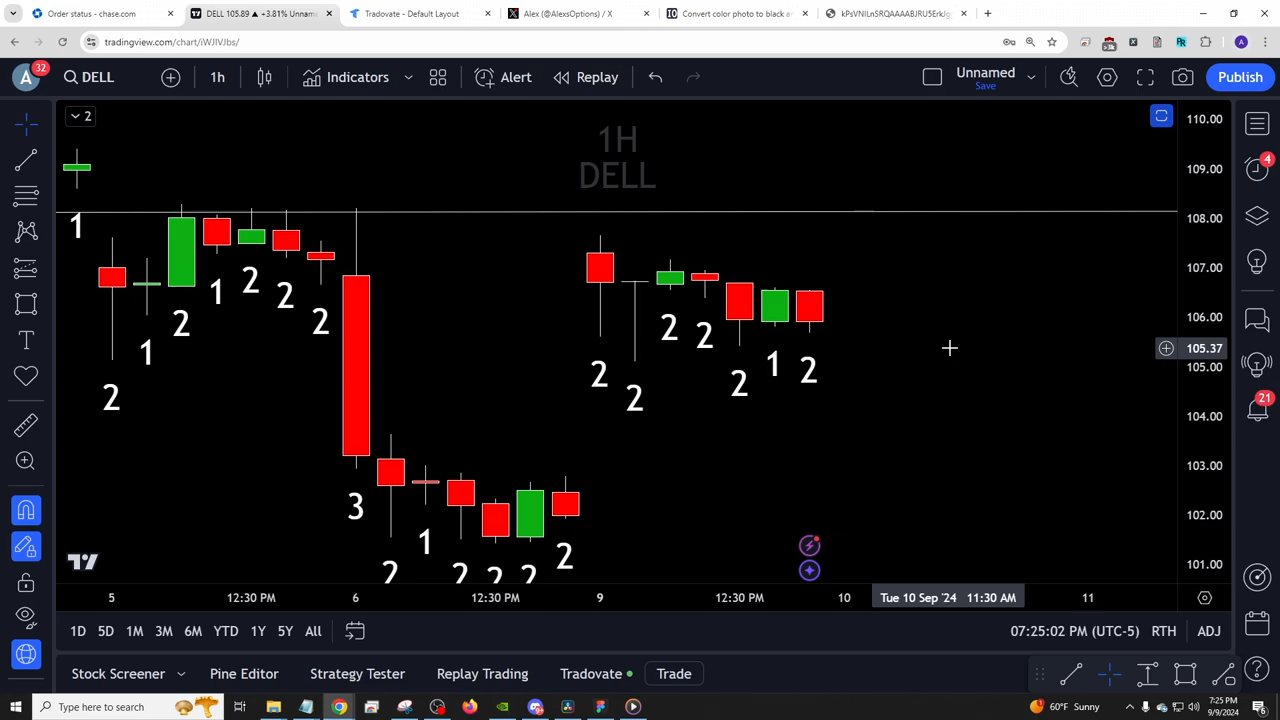 Order status - chase.com
DELL 105.89 ▲ +3.81% Unname
Tradovate - Default Layout
Alex (@AlexsOptions) / X
Convert color photo to black an
kPsVNILnSRQAAAABJRU5ErkJgg
tradingview.com/chart/iWJIVJbs/
A
32
DELL
1h
Indicators
Alert
Replay
Unnamed
Save
Publish
2
1H
DELL
110.00
109.00
108.00
107.00
106.00
105.37
105.00
104.00
103.00
102.00
101.00
1
2
1
2
1
2
2
2
3
2
1
2
2
2
2
2
2
2
2
2
1
2
4
21
5
12:30 PM
6
12:30 PM
9
12:30 PM
10
Tue 10 Sep '24 11:30 AM
11
1D 5D 1M 3M 6M YTD 1Y 5Y All
07:25:02 PM (UTC-5) RTH ADJ
Stock Screener Pine Editor Strategy Tester Replay Trading Tradovate Trade
Type here to search
60°F Sunny
7:25 PM
9/9/2024